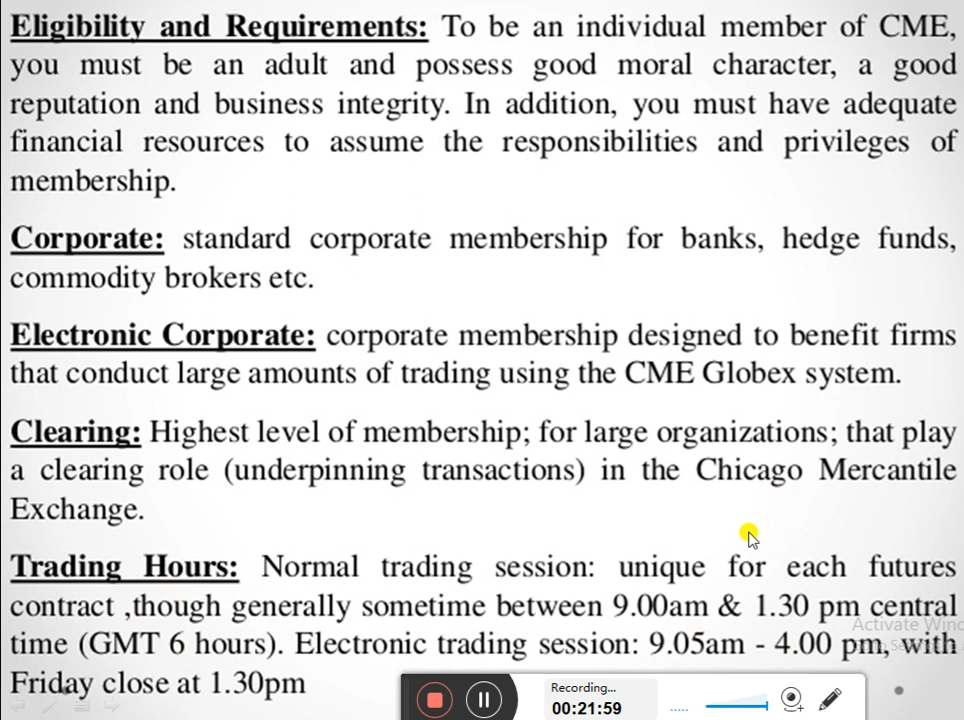 Eligibility and Requirements: To be an individual member of CME,
you must be an adult and possess good moral character, a good
reputation and business integrity. In addition, you must have adequate
financial resources to assume the responsibilities and privileges of
membership.
Corporate: standard corporate membership for banks, hedge funds,
commodity brokers etc.
Electronic Corporate: corporate membership designed to benefit firms
that conduct large amounts of trading using the CME Globex system.
Clearing: Highest level of membership; for large organizations; that play
a clearing role (underpinning transactions) in the Chicago Mercantile
Exchange.
Trading Hours: Normal trading session: unique for each futures
contract ,though generally sometime between 9.00am & 1.30 pm central
Activate Wind
time (GMT 6 hours). Electronic trading session: 9.05am - 4.00 pm, with
Friday close at 1.30pm
Recording...
00:21:59